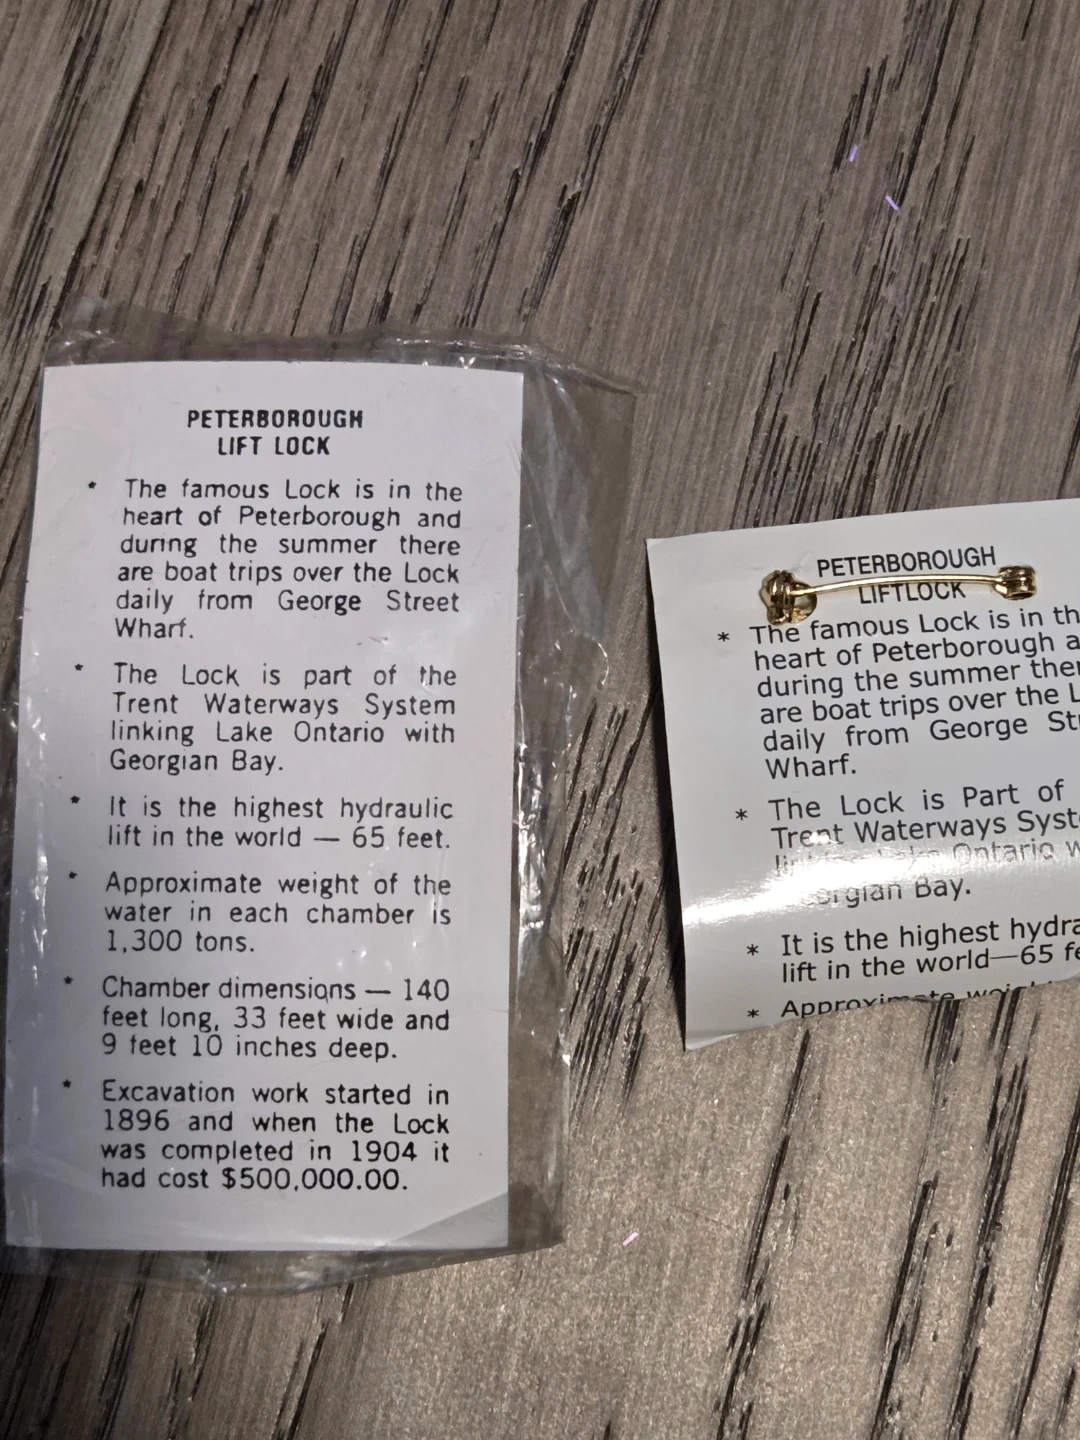 PETERBOROUGH
LIFT LOCK
* The famous Lock is in the
heart of Peterborough and
during the summer there
are boat trips over the Lock
daily from George Street
Wharf.
* The Lock is part of the
Trent Waterways System
linking Lake Ontario with
Georgian Bay.
* It is the highest hydraulic
lift in the world — 65 feet.
* Approximate weight of the
water in each chamber is
1,300 tons.
* Chamber dimensions — 140
feet long, 33 feet wide and
9 feet 10 inches deep.
* Excavation work started in
1896 and when the Lock
was completed in 1904 it
had cost $500,000.00.
PETERBOROUGH
LIFTLOCK
* The famous Lock is in
heart of Peterborough
during the summer
are boat trips over the
daily from George
Wharf.
* The Lock is Part of
Trent Waterways
Ontario
Bay.
* It is the highest
lift in the world—65
*